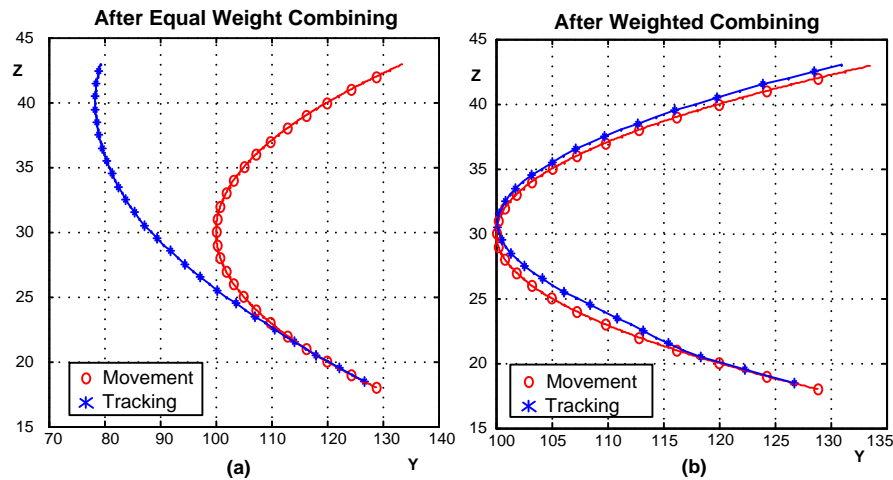 After Equal Weight Combining
Z
45
40
35
30
25
20
15
Movement
Tracking
70 80 90 100 110 120 130 140
(a) Y
After Weighted Combining
Z
45
40
35
30
25
20
15
Movement
Tracking
100 105 110 115 120 125 130 135
(b) Y